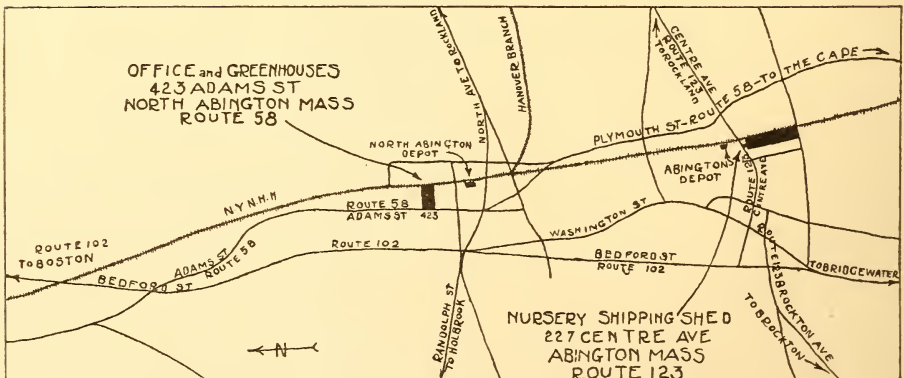 OFFICE and GREENHOUSES
423 ADAMS ST
NORTH ABINGTON MASS
ROUTE 58
NORTH ABINGTON
DEPOT
NORTH AVE TO ROCKLAND
HANOVER BRANCH
CENTRE AVE
ROUTE 123
TO ROCKLAND
PLYMOUTH ST-ROUTE 58-TO THE CAPE
ABINGTON
DEPOT
ROUTE 123
CENTRE AVE
N.Y.N.H.H
ROUTE 58
ADAMS ST
423
WASHINGTON ST
ROUTE 102
TO BOSTON
BEDFORD ST
ADAMS ST
ROUTE 58
ROUTE 102
BEDFORD ST
ROUTE 102
TO BRIDGEWATER
ROUTE 123 BROCKTON AVE
TO BROCKTON
RANDOLPH ST
TO HOLBROOK
N
NURSERY SHIPPING SHED
227 CENTRE AVE
ABINGTON MASS
ROUTE 123